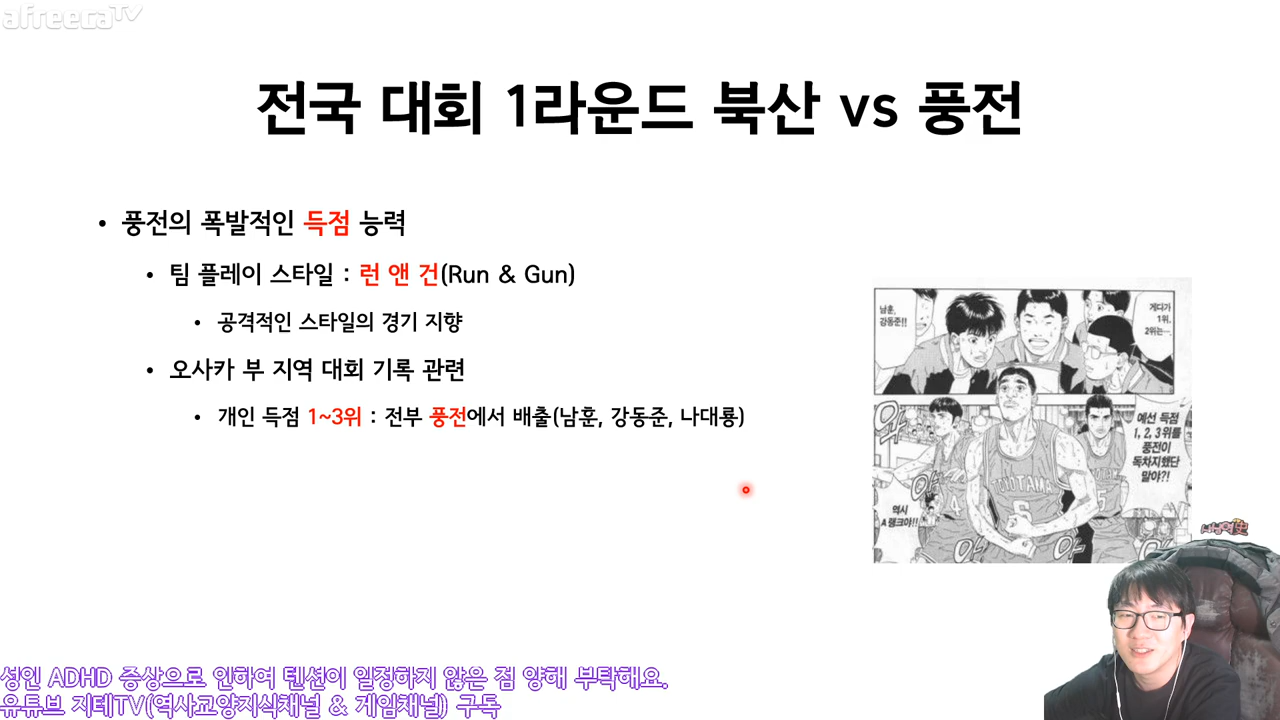 afreecaTV
전국 대회 1라운드 북산 vs 풍전
• 풍전의 폭발적인 득점 능력
• 팀 플레이 스타일 : 런 앤 건(Run & Gun)
• 공격적인 스타일의 경기 지향
• 오사카 부 지역 대회 기록 관련
• 개인 득점 1~3위 : 전부 풍전에서 배출(남훈, 강동준, 나대룡)
남훈,
강동준!!
게다가
1위,
2위는…
와
예선 득점
1, 2, 3위를
풍전이
독차지했단
말야?!
아
역시
A랭크야!!
4
6
5
와
아
와
성인 ADHD 증상으로 인하여 텐션이 일정하지 않은 점 양해 부탁해요.
유튜브 지테TV(역사교양지식채널 & 게임채널) 구독